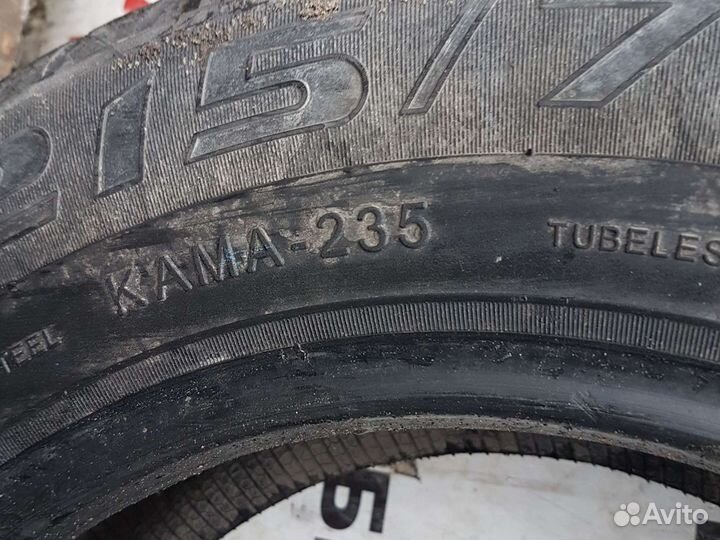 215/7
KAMA-235
TUBELES
TEEL
Б
Avito